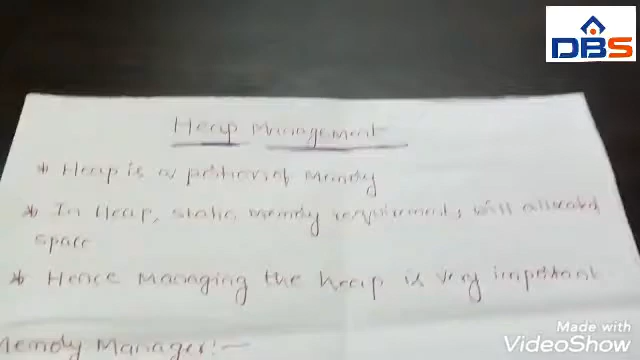 DBS
Heap Management
* Heap is a portion of Memory
* In Heap, static memory requirements will allocated
space
* Hence Managing the heap is very important
Memory Manager:-
Made with
VideoShow